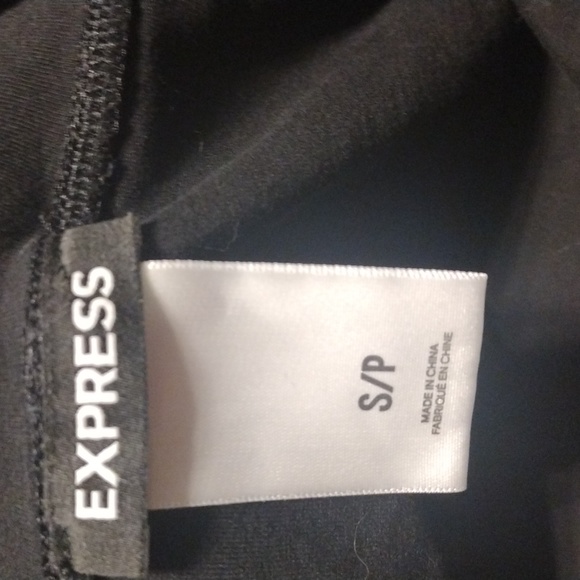 EXPRESS
S/P
MADE IN CHINA
FABRIQUÉ EN CHINE